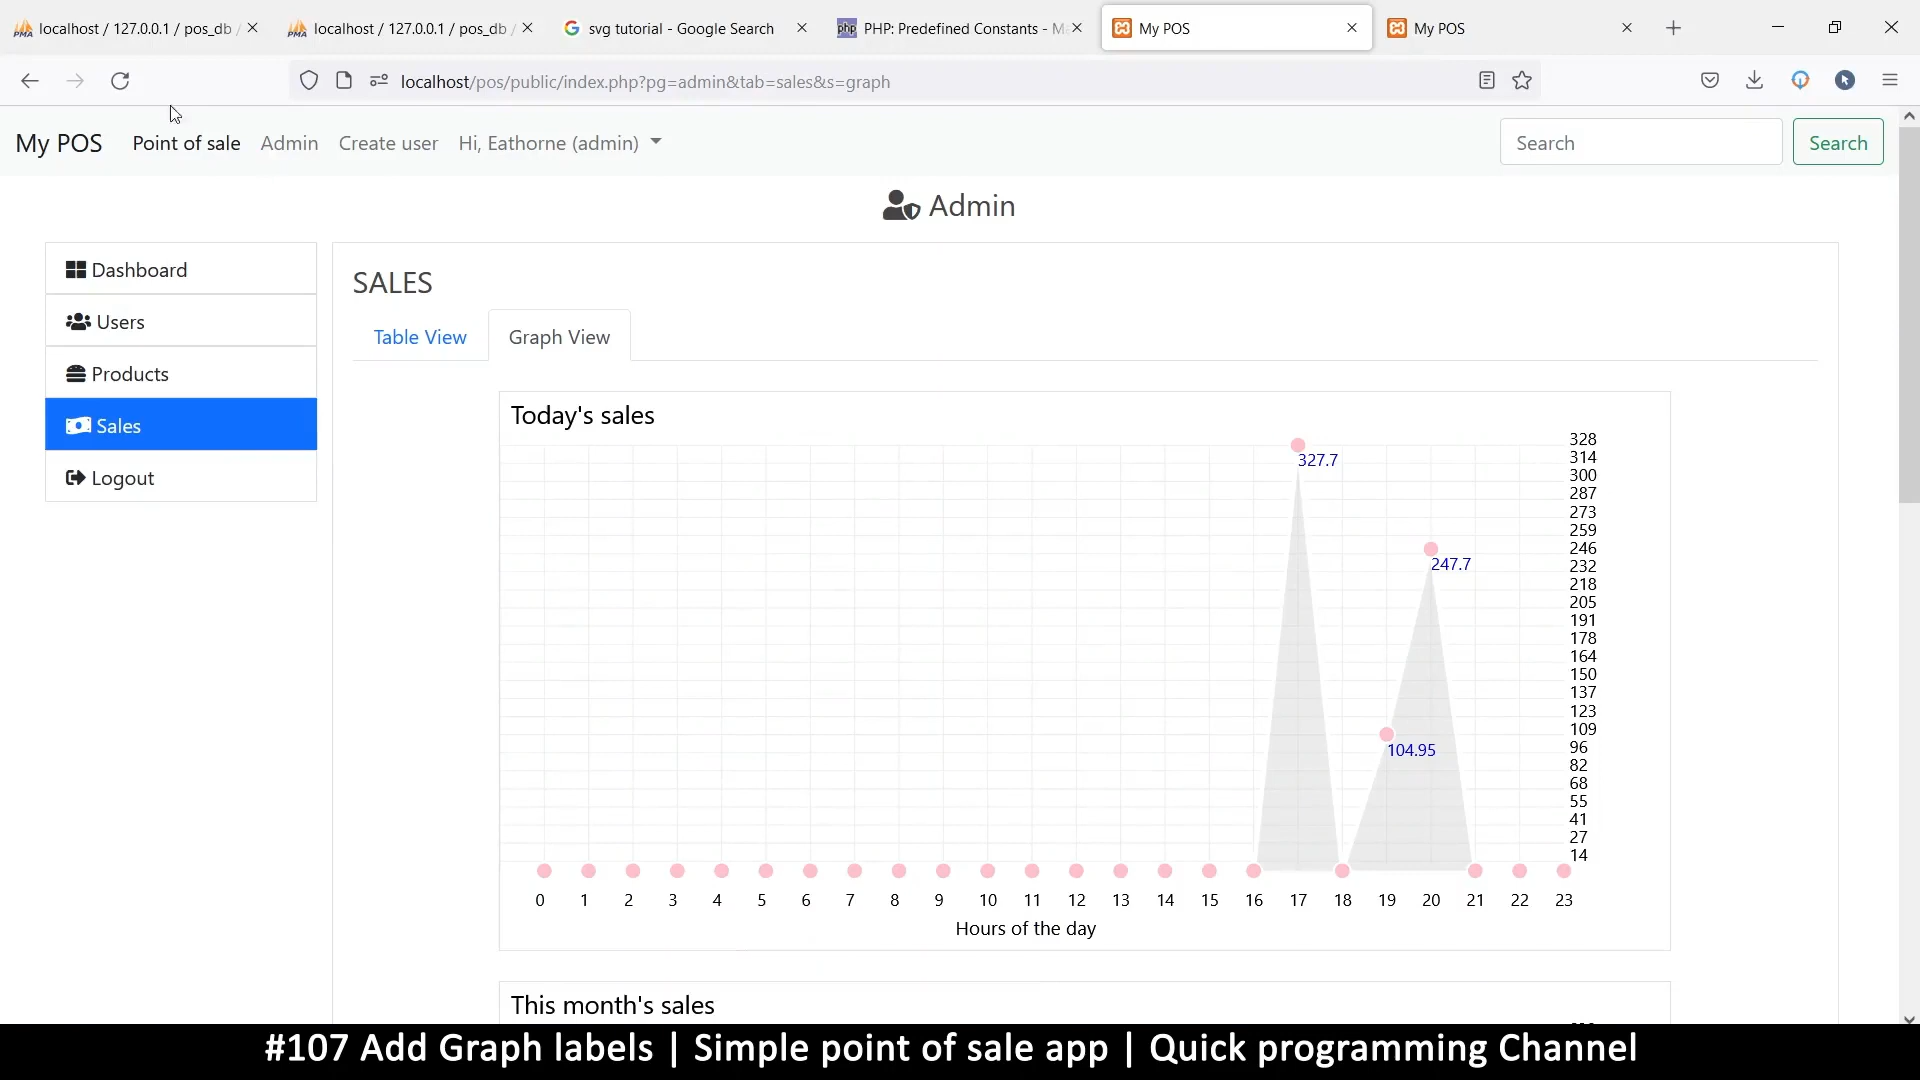 localhost / 127.0.0.1 / pos_db /
localhost / 127.0.0.1 / pos_db /
svg tutorial - Google Search
PHP: Predefined Constants - M
My POS
My POS
localhost/pos/public/index.php?pg=admin&tab=sales&s=graph
My POS
Point of sale
Admin
Create user
Hi, Eathorne (admin)
Search
Search
Admin
Dashboard
Users
Products
Sales
Logout
SALES
Table View
Graph View
Today's sales
327.7
247.7
104.95
328
314
300
287
273
259
246
232
218
205
191
178
164
150
137
123
109
96
82
68
55
41
27
14
0 1 2 3 4 5 6 7 8 9 10 11 12 13 14 15 16 17 18 19 20 21 22 23
Hours of the day
This month's sales
#107 Add Graph labels | Simple point of sale app | Quick programming Channel